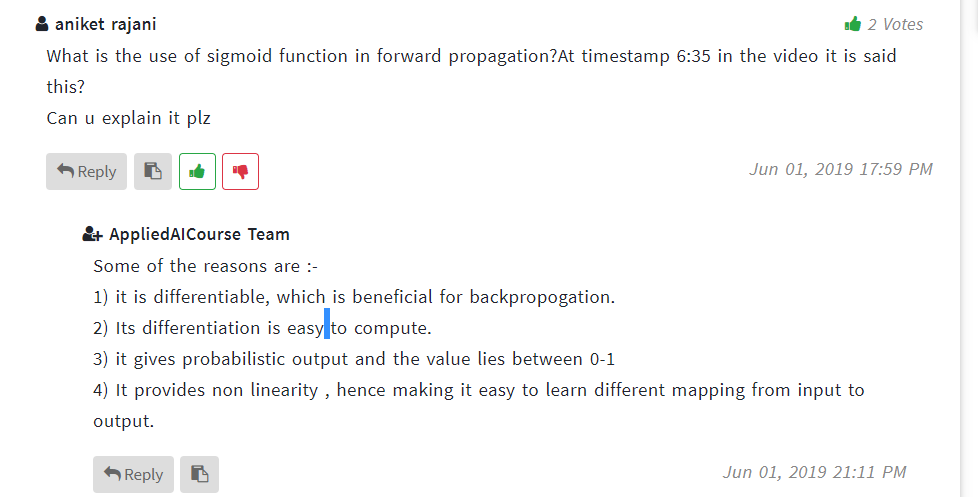 aniket rajani
2 Votes
What is the use of sigmoid function in forward propagation?At timestamp 6:35 in the video it is said
this?
Can u explain it plz
Reply
Jun 01, 2019 17:59 PM
AppliedAICourse Team
Some of the reasons are :-
1) it is differentiable, which is beneficial for backpropogation.
2) Its differentiation is easy to compute.
3) it gives probabilistic output and the value lies between 0-1
4) It provides non linearity , hence making it easy to learn different mapping from input to
output.
Reply
Jun 01, 2019 21:11 PM